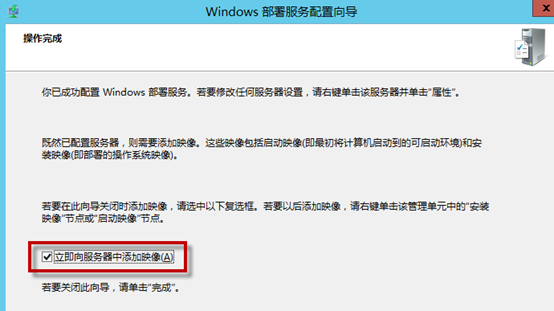 Windows 部署服务配置向导
x
操作完成
你已成功配置 Windows 部署服务。若要修改任何服务器设置，请右键单击该服务器并单击"属性"。
既然已配置服务器，则需要添加映像。这些映像包括启动映像(即最初将计算机启动到的可启动环境)和安
装映像(即部署的操作系统映像)。
若要在此向导关闭时添加映像，请选中以下复选框。若要以后添加映像，请右键单击该管理单元中的"安装
映像"节点或"启动映像"节点。
立即向服务器中添加映像(A)
若要关闭此向导，请单击"完成"。